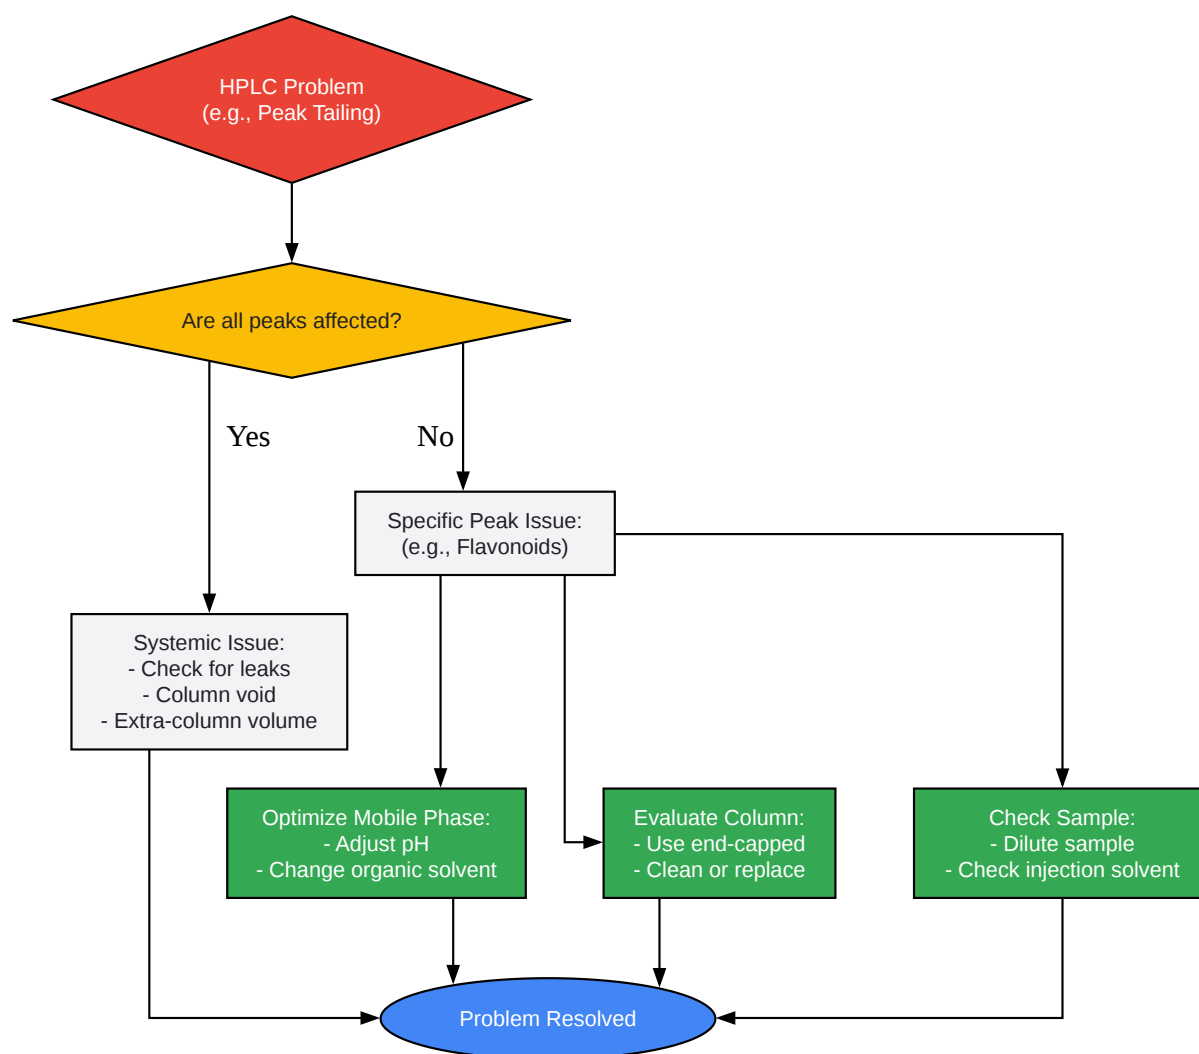 HPLC Problem
(e.g., Peak Tailing)
Are all peaks affected?
Yes
No
Specific Peak Issue:
(e.g., Flavonoids)
Systemic Issue:
- Check for leaks
- Column void
- Extra-column volume
Optimize Mobile Phase:
- Adjust pH
- Change organic solvent
Evaluate Column:
- Use end-capped
- Clean or replace
Check Sample:
- Dilute sample
- Check injection solvent
Problem Resolved